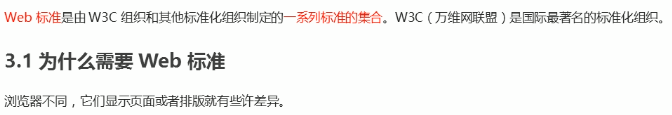 Web 标准是由 W3C 组织和其他标准化组织制定的一系列标准的集合。W3C（万维网联盟）是国际最著名的标准化组织。
3.1 为什么需要 Web 标准
浏览器不同，它们显示页面或者排版就有些许差异。